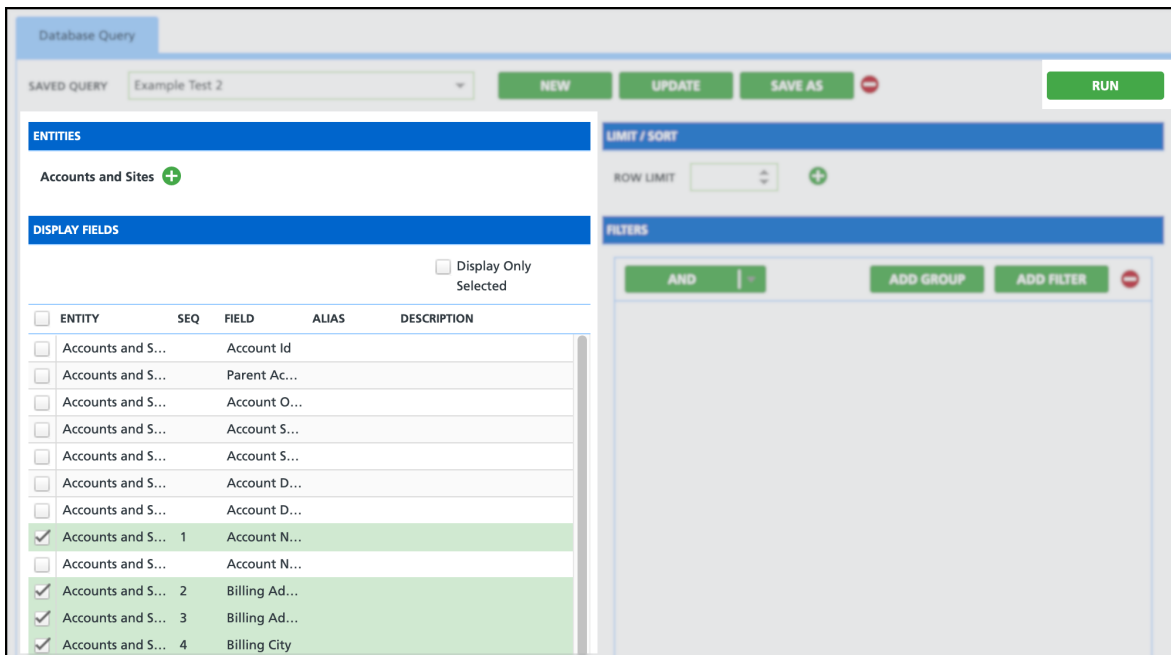 Database Query
SAVED QUERY Example Test 2 NEW UPDATE SAVE AS RUN
ENTITIES
Accounts and Sites
DISPLAY FIELDS
Display Only
Selected
ENTITY SEQ FIELD ALIAS DESCRIPTION
Accounts and S... Account Id
Accounts and S... Parent Ac...
Accounts and S... Account O...
Accounts and S... Account S...
Accounts and S... Account S...
Accounts and S... Account D...
Accounts and S... Account D...
Accounts and S... 1 Account N...
Accounts and S... Account N...
Accounts and S... 2 Billing Ad...
Accounts and S... 3 Billing Ad...
Accounts and S... 4 Billing City
LIMIT / SORT
ROW LIMIT
FILTERS
AND ADD GROUP ADD FILTER